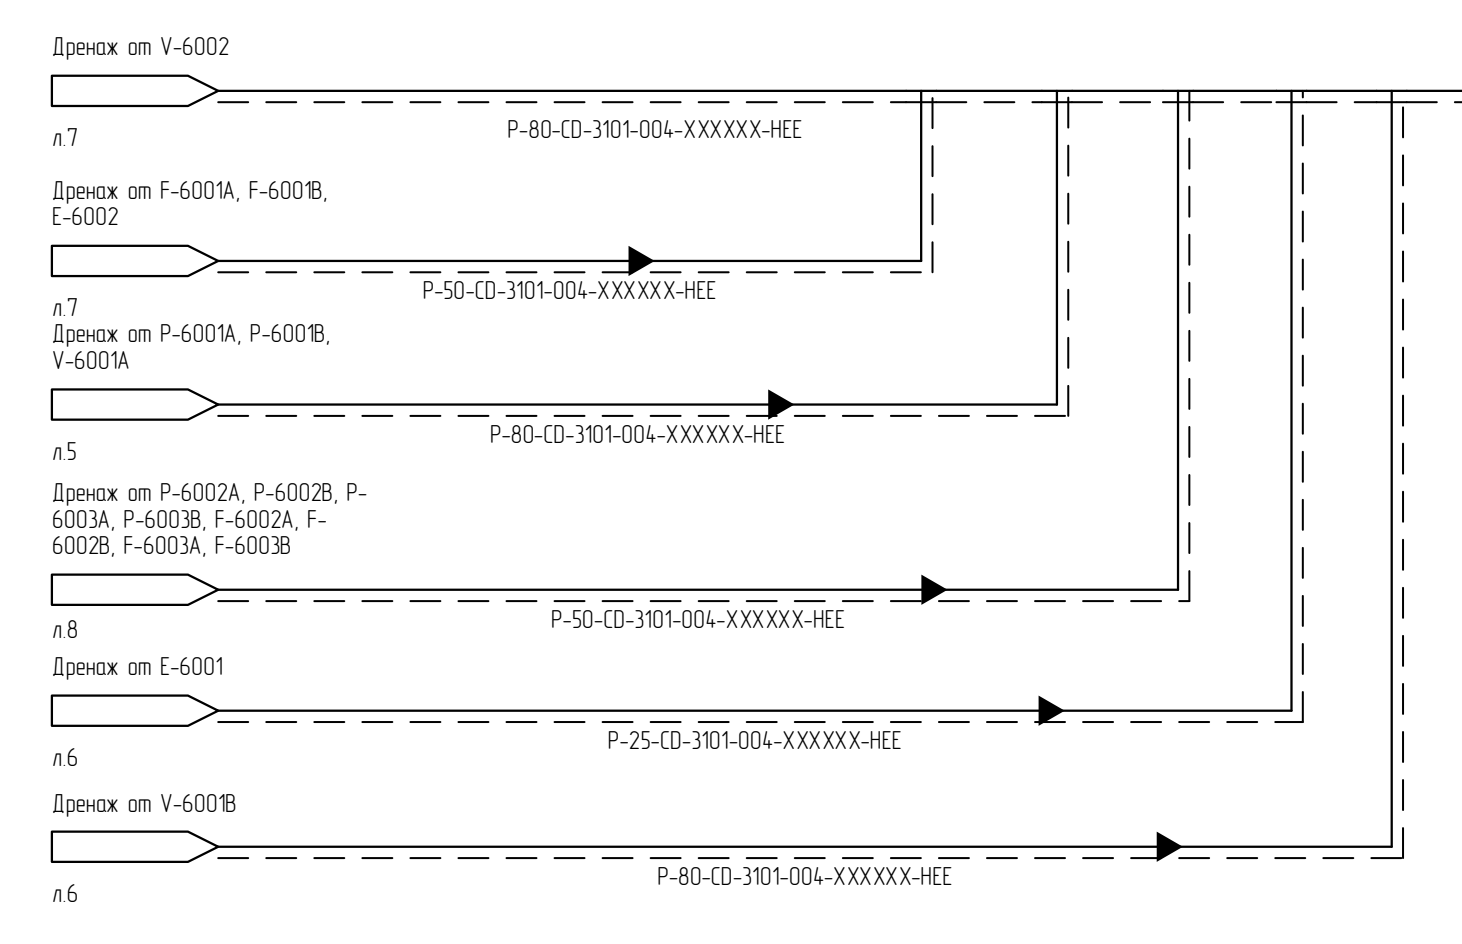 Дренаж от V-6002
л.7
P-80-CD-3101-004-XXXXXX-HEE
Дренаж от F-6001A, F-6001B,
E-6002
л.7
P-50-CD-3101-004-XXXXXX-HEE
Дренаж от P-6001A, P-6001B,
V-6001A
л.5
P-80-CD-3101-004-XXXXXX-HEE
Дренаж от P-6002A, P-6002B, P-
6003A, P-6003B, F-6002A, F-
6002B, F-6003A, F-6003B
л.8
P-50-CD-3101-004-XXXXXX-HEE
Дренаж от E-6001
л.6
P-25-CD-3101-004-XXXXXX-HEE
Дренаж от V-6001B
л.6
P-80-CD-3101-004-XXXXXX-HEE